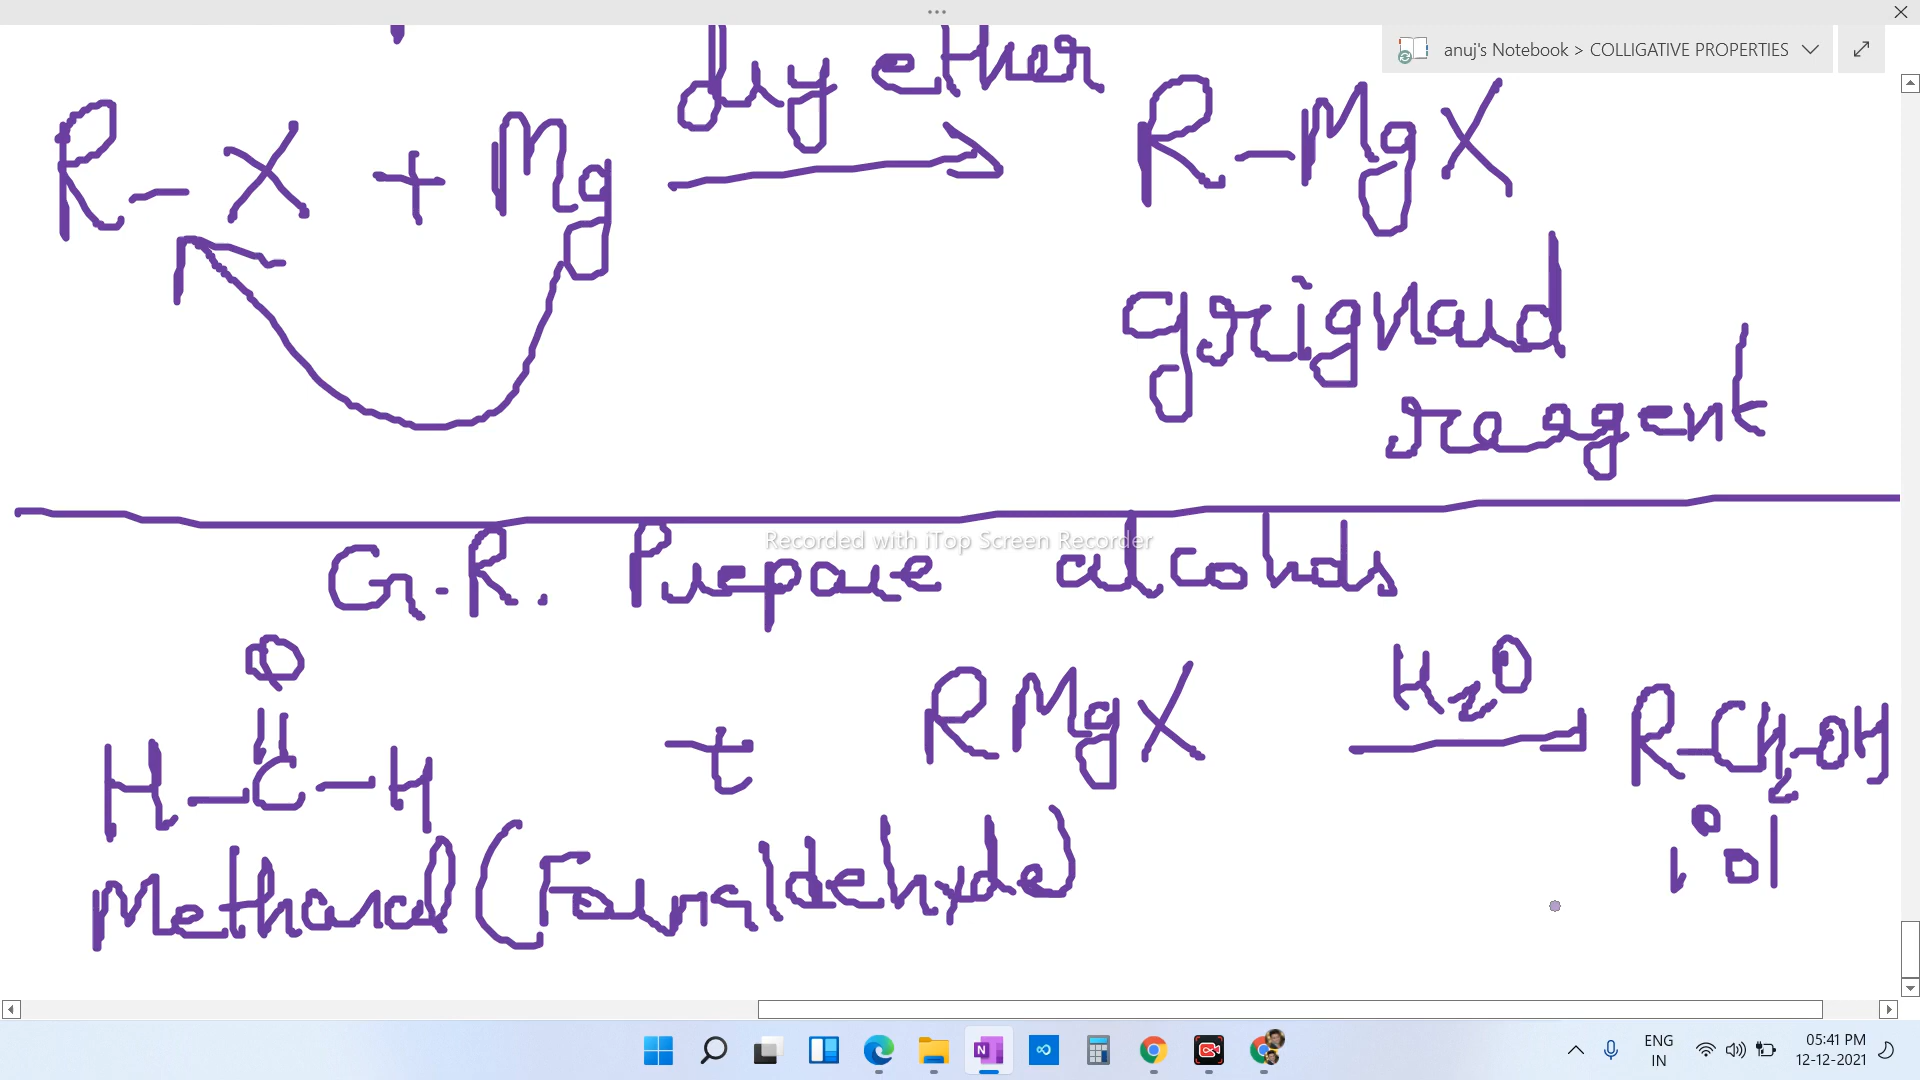 anuj's Notebook > COLLIGATIVE PROPERTIES
dry ether
R - X + Mg → R - MgX
grignard
reagent
Recorded with iTop Screen Recorder
G.R. Prepare alcohols
O
||
H - C - H + RMgX H2O → R-CH2-OH
1° ol
Methanal (Formaldehyde)
ENG
IN
05:41 PM
12-12-2021